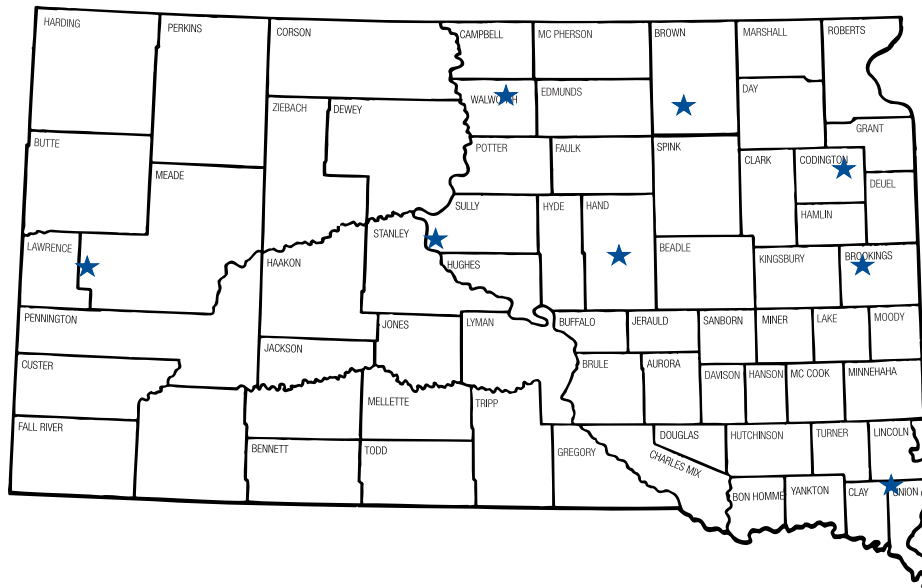 HARDING
PERKINS
CORSON
CAMPBELL
MC PHERSON
BROWN
MARSHALL
ROBERTS
ZIEBACH
DEWEY
WALWORTH
EDMUNDS
DAY
GRANT
BUTTE
MEADE
POTTER
FAULK
SPINK
CLARK
CODINGTON
DEUEL
HAMLIN
LAWRENCE
STANLEY
SULLY
HYDE
HAND
BEADLE
KINGSBURY
BROOKINGS
HAAKON
HUGHES
PENNINGTON
JONES
LYMAN
BUFFALO
JERAULD
SANBORN
MINER
LAKE
MOODY
JACKSON
CUSTER
BRULE
AURORA
DAVISON
HANSON
MC COOK
MINNEHAHA
FALL RIVER
MELLETTE
TRIPP
BENNETT
TODD
GREGORY
CHARLES MIX
DOUGLAS
HUTCHINSON
TURNER
LINCOLN
BON HOMME
YANKTON
CLAY
UNION